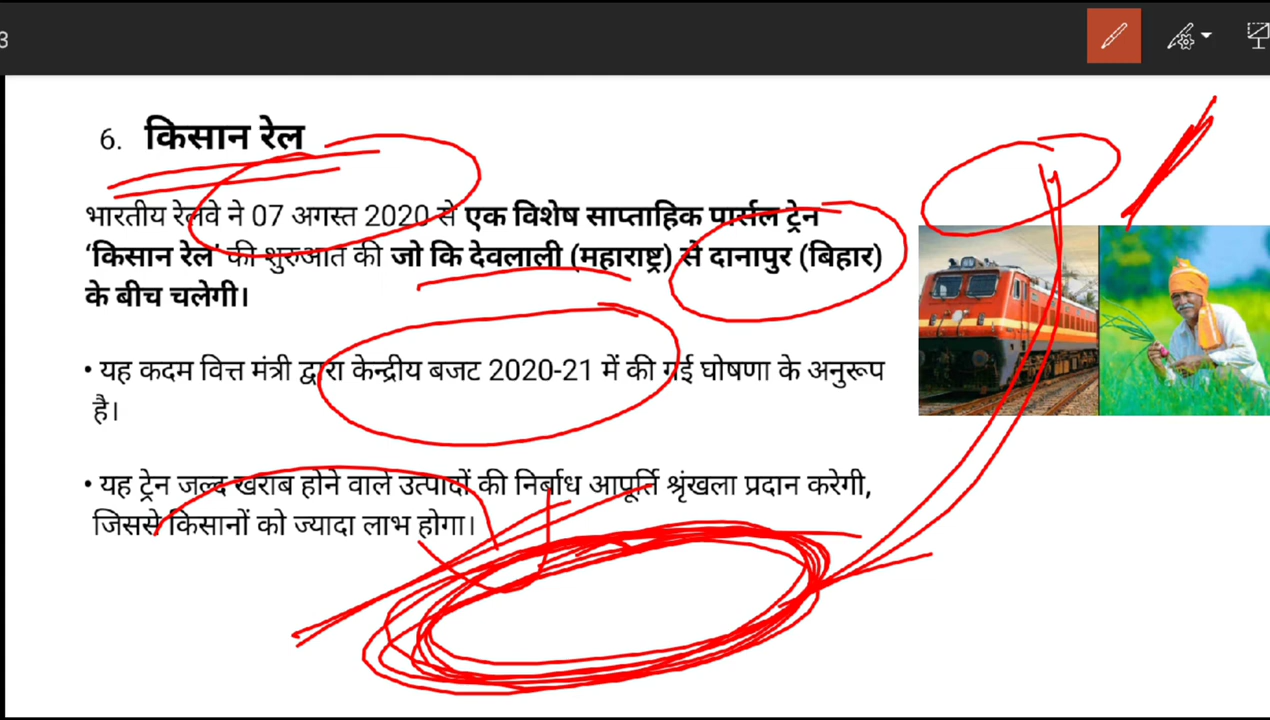 3
6. किसान रेल
भारतीय रेलवे ने 07 अगस्त 2020 से एक विशेष साप्ताहिक पार्सल ट्रेन
‘किसान रेल’ की शुरुआत की जो कि देवलाली (महाराष्ट्र) से दानापुर (बिहार)
के बीच चलेगी।
• यह कदम वित्त मंत्री द्वारा केन्द्रीय बजट 2020-21 में की गई घोषणा के अनुरूप
है।
• यह ट्रेन जल्द खराब होने वाले उत्पादों की निर्बाध आपूर्ति श्रृंखला प्रदान करेगी,
जिससे किसानों को ज्यादा लाभ होगा।